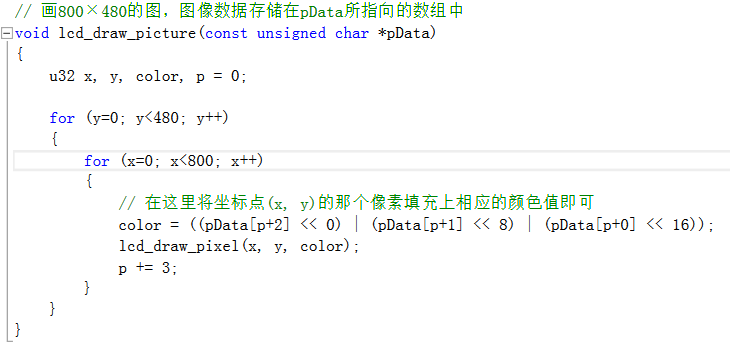 // 画800×480的图，图像数据存储在pData所指向的数组中
void lcd_draw_picture(const unsigned char *pData)
{
    u32 x, y, color, p = 0;

    for (y=0; y<480; y++)
    {
        for (x=0; x<800; x++)
        {
            // 在这里将坐标点(x, y)的那个像素填充上相应的颜色值即可
            color = ((pData[p+2] << 0) | (pData[p+1] << 8) | (pData[p+0] << 16));
            lcd_draw_pixel(x, y, color);
            p += 3;
        }
    }
}